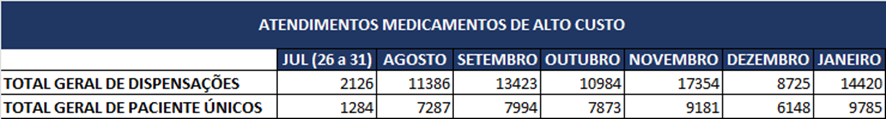 ATENDIMENTOS MEDICAMENTOS DE ALTO CUSTO
JUL (26 a 31) AGOSTO SETEMBRO OUTUBRO NOVEMBRO DEZEMBRO JANEIRO
TOTAL GERAL DE DISPENSAÇÕES 2126 11386 13423 10984 17354 8725 14420
TOTAL GERAL DE PACIENTE ÚNICOS 1284 7287 7994 7873 9181 6148 9785